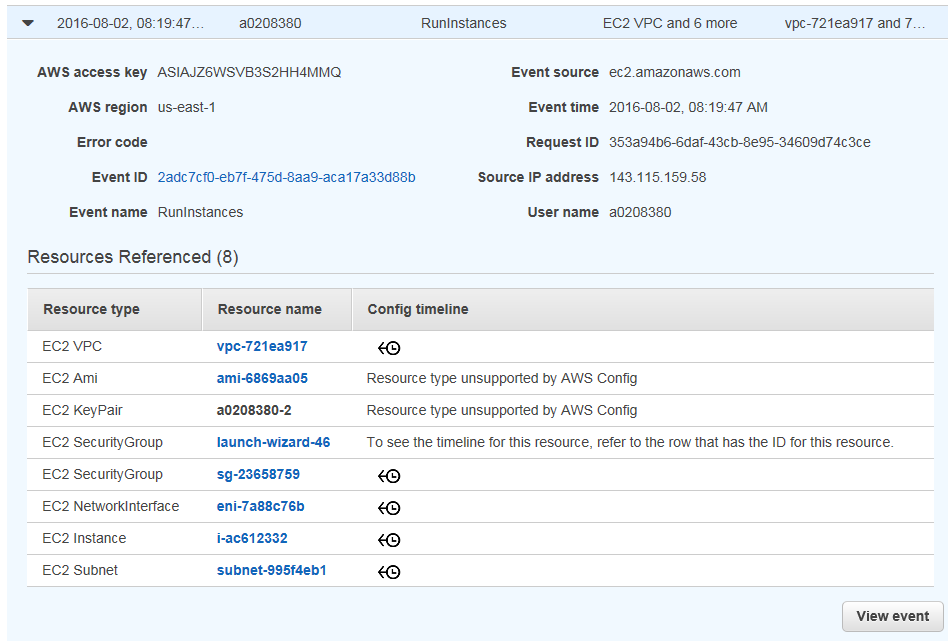 2016-08-02, 08:19:47... a0208380 RunInstances EC2 VPC and 6 more vpc-721ea917 and 7...
AWS access key ASIAJZ6WSVB3S2HH4MMQ Event source ec2.amazonaws.com
AWS region us-east-1 Event time 2016-08-02, 08:19:47 AM
Error code Request ID 353a94b6-6daf-43cb-8e95-34609d74c3ce
Event ID 2adc7cf0-eb7f-475d-8aa9-aca17a33d88b Source IP address 143.115.159.58
Event name RunInstances User name a0208380
Resources Referenced (8)
Resource type Resource name Config timeline
EC2 VPC vpc-721ea917
EC2 Ami ami-6869aa05 Resource type unsupported by AWS Config
EC2 KeyPair a0208380-2 Resource type unsupported by AWS Config
EC2 SecurityGroup launch-wizard-46 To see the timeline for this resource, refer to the row that has the ID for this resource.
EC2 SecurityGroup sg-23658759
EC2 NetworkInterface eni-7a88c76b
EC2 Instance i-ac612332
EC2 Subnet subnet-995f4eb1
View event